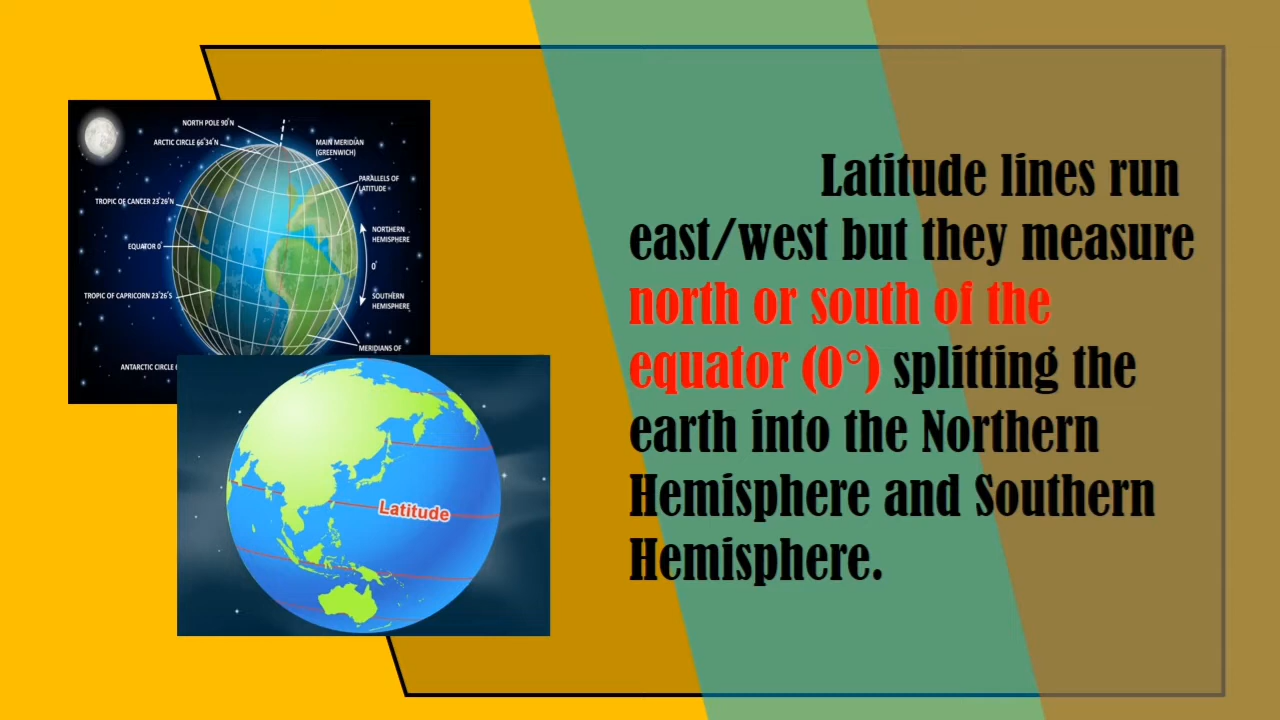 NORTH POLE 90°N
ARCTIC CIRCLE 66°34'N
MAIN MERIDIAN
(GREENWICH)
PARALLELS OF
LATITUDE
TROPIC OF CANCER 23°26'N
NORTHERN
HEMISPHERE
EQUATOR 0°
0°
TROPIC OF CAPRICORN 23°26'S
SOUTHERN
HEMISPHERE
MERIDIANS OF
ANTARCTIC CIRCLE
Latitude
Latitude lines run
east/west but they measure
north or south of the
equator (0°) splitting the
earth into the Northern
Hemisphere and Southern
Hemisphere.